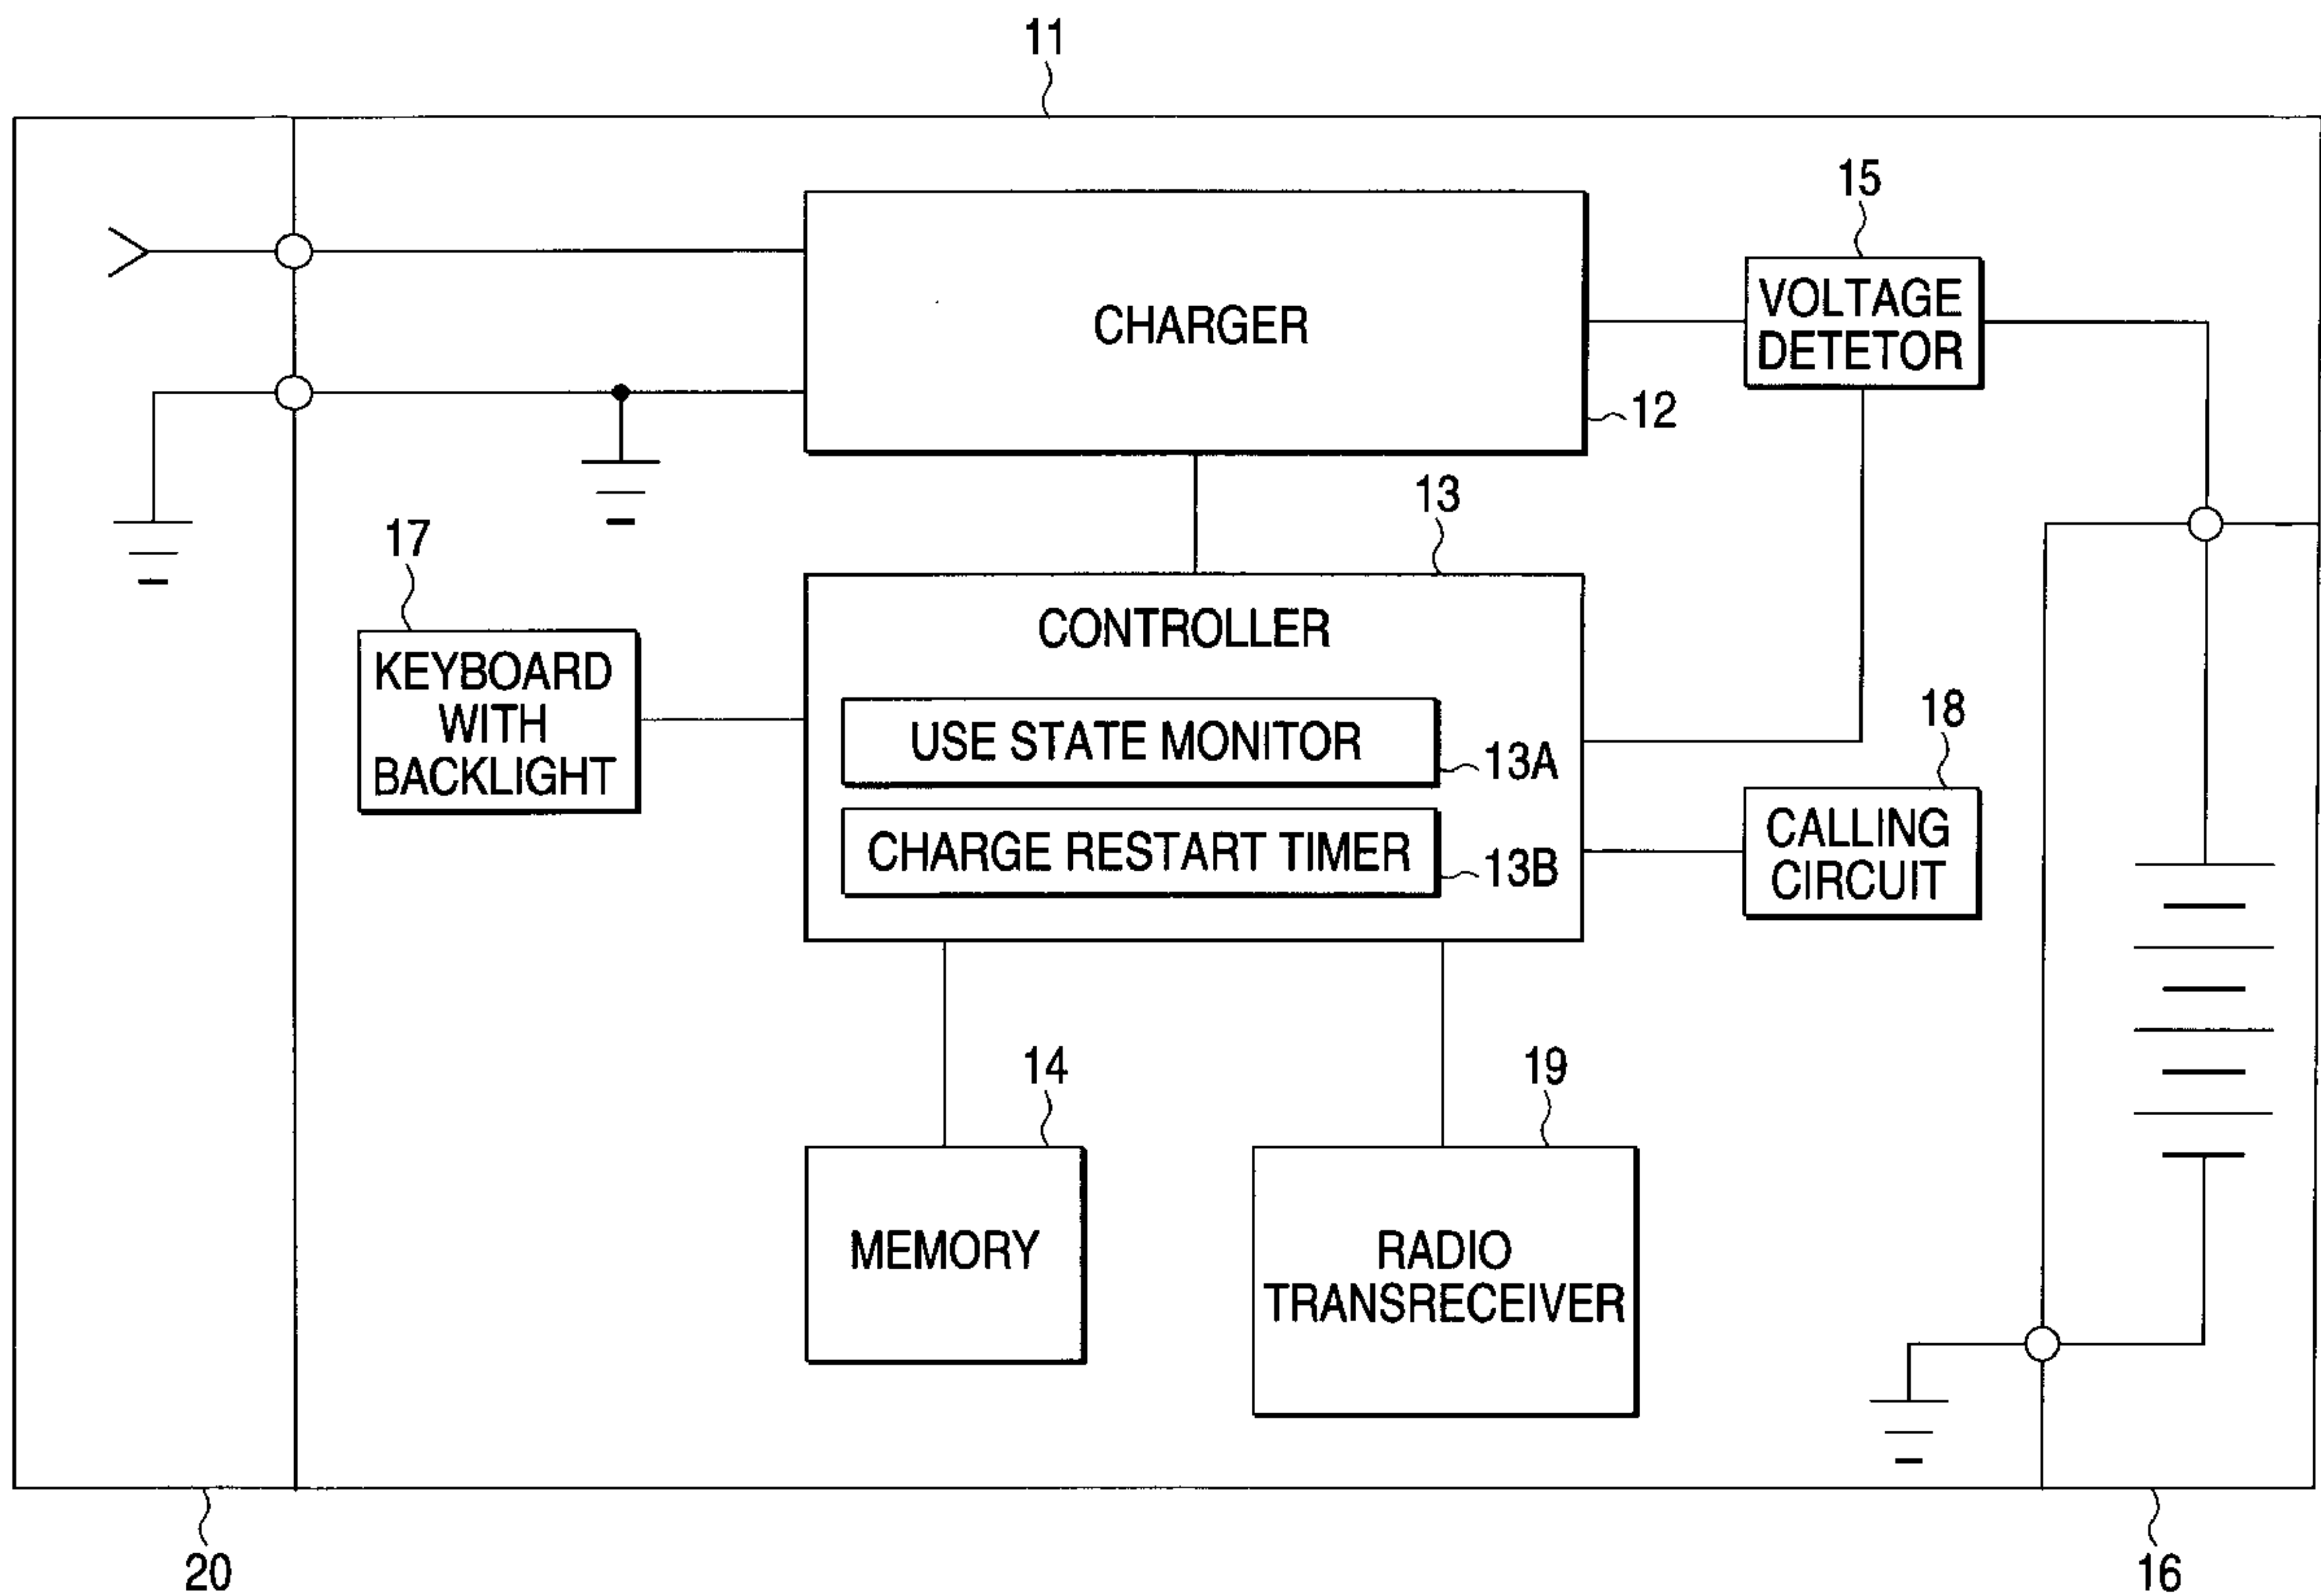 11
15
CHARGER
VOLTAGE
DETETOR
12
13
17
CONTROLLER
KEYBOARD
WITH
BACKLIGHT
USE STATE MONITOR
13A
18
CHARGE RESTART TIMER
13B
CALLING
CIRCUIT
14
19
MEMORY
RADIO
TRANSRECEIVER
20
16